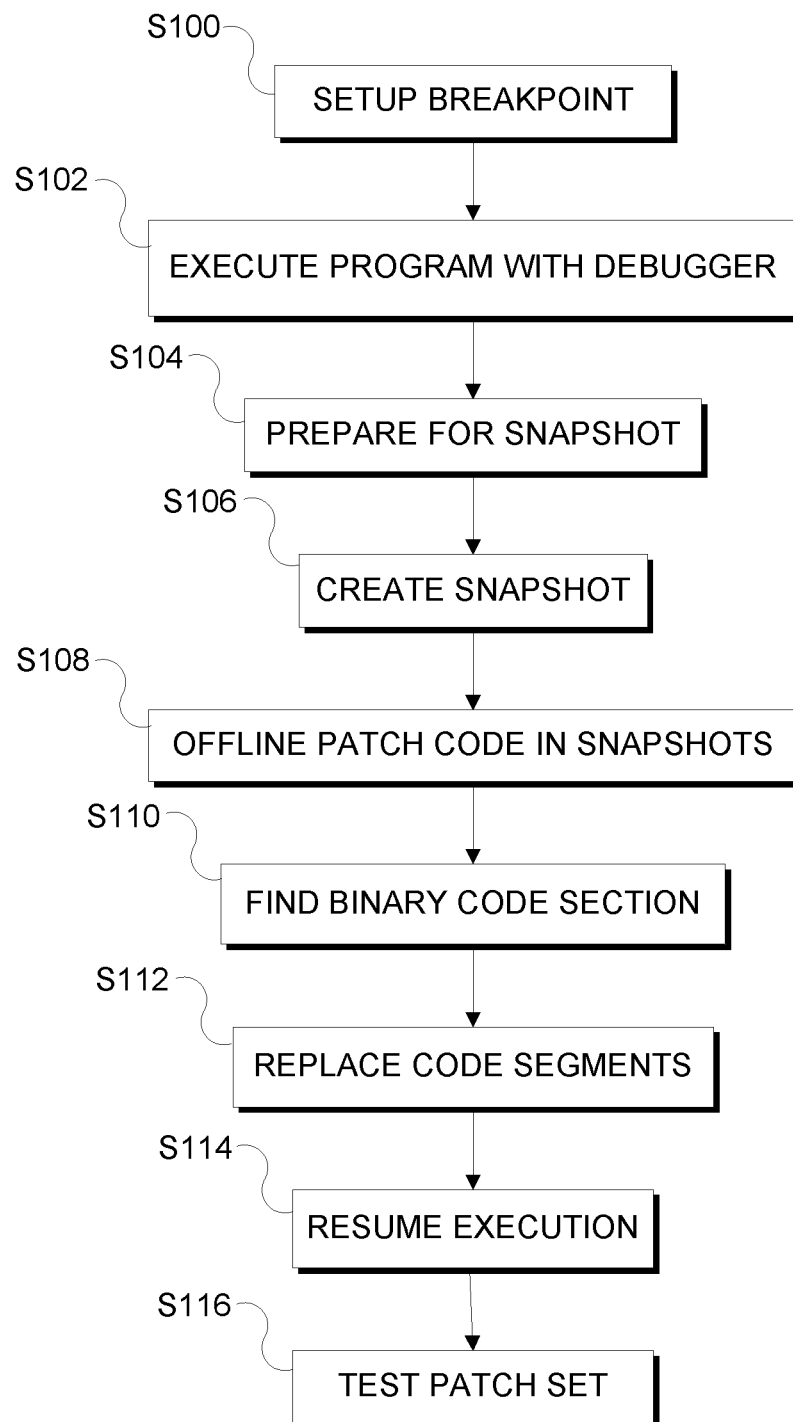 S100
SETUP BREAKPOINT
S102
EXECUTE PROGRAM WITH DEBUGGER
S104
PREPARE FOR SNAPSHOT
S106
CREATE SNAPSHOT
S108
OFFLINE PATCH CODE IN SNAPSHOTS
S110
FIND BINARY CODE SECTION
S112
REPLACE CODE SEGMENTS
S114
RESUME EXECUTION
S116
TEST PATCH SET